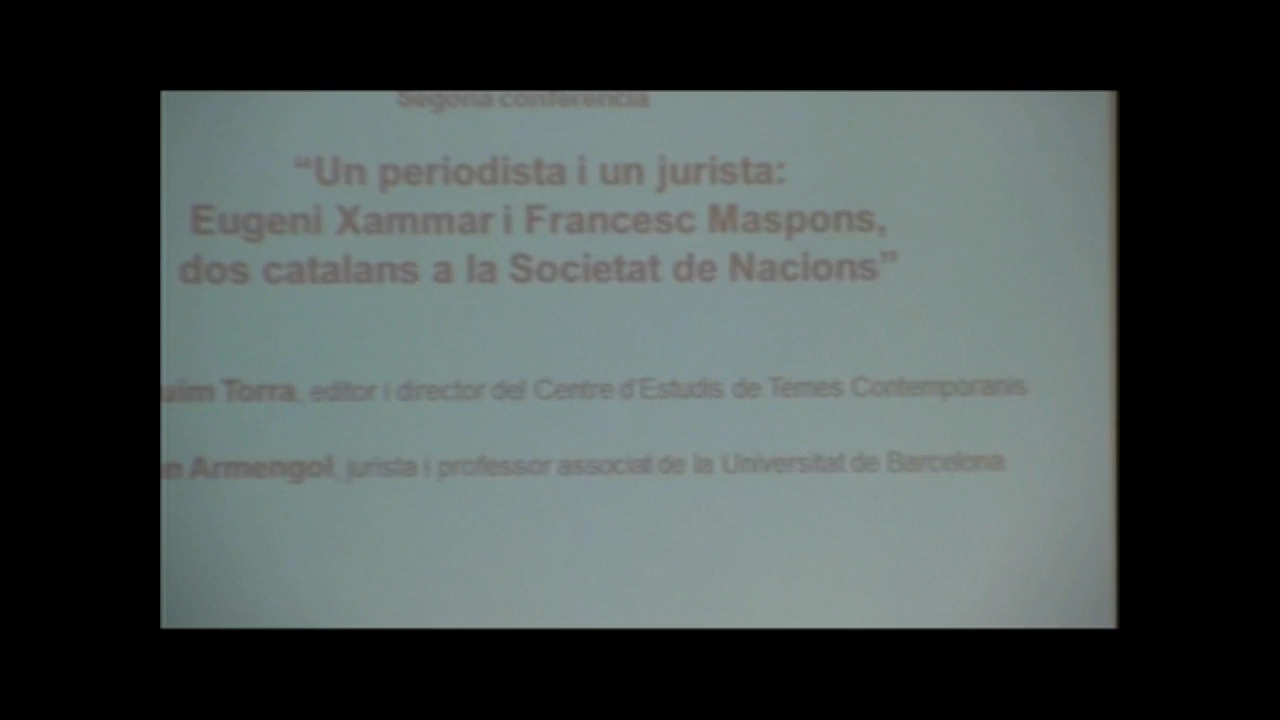 Segona conferència
“Un periodista i un jurista:
Eugeni Xammar i Francesc Maspons,
dos catalans a la Societat de Nacions”
uim Torra, editor i director del Centre d'Estudis de Temes Contemporanis
n Armengol, jurista i professor associat de la Universitat de Barcelona